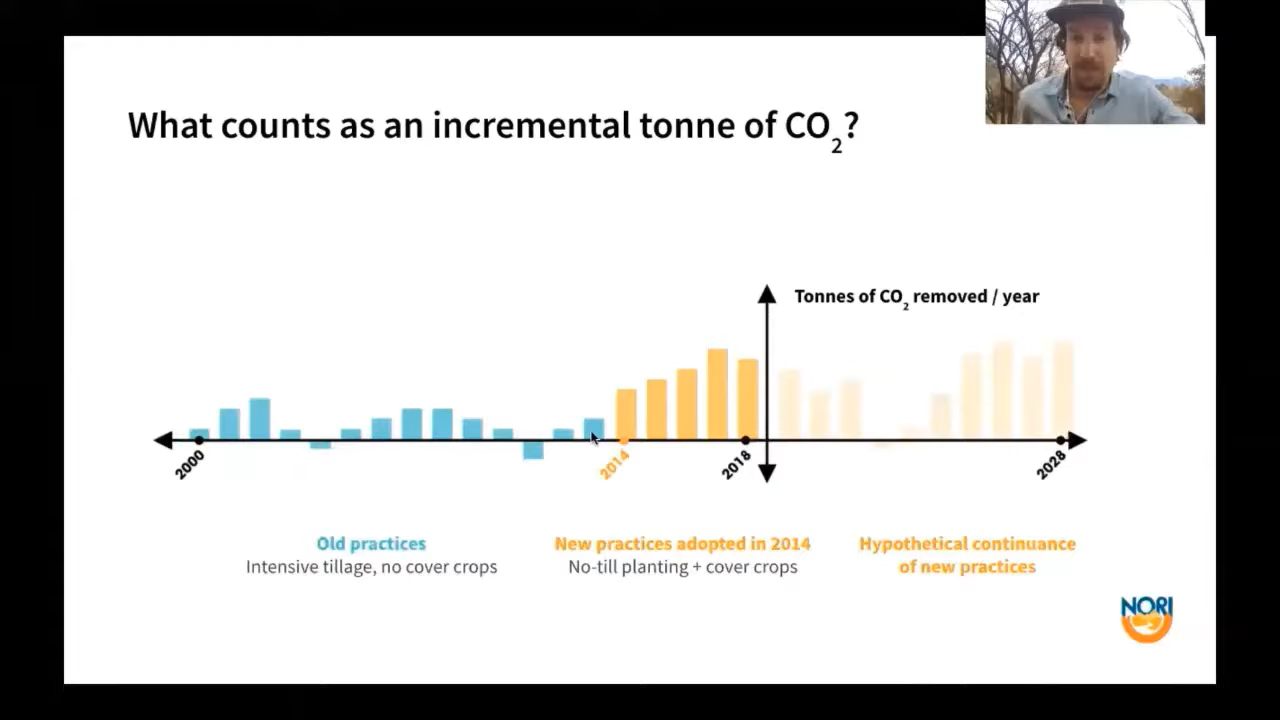 What counts as an incremental tonne of CO₂?
Tonnes of CO₂ removed / year
2000
2014
2018
2028
Old practices
Intensive tillage, no cover crops
New practices adopted in 2014
No-till planting + cover crops
Hypothetical continuance
of new practices
NORI